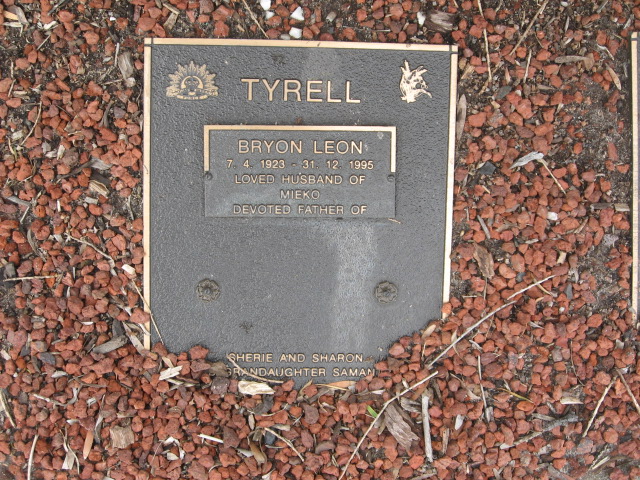 TYRELL
BRYON LEON
7. 4. 1923 - 31. 12. 1995
LOVED HUSBAND OF
MIEKO
DEVOTED FATHER OF
SHERIE AND SHARON
GRANDAUGHTER SAMAN